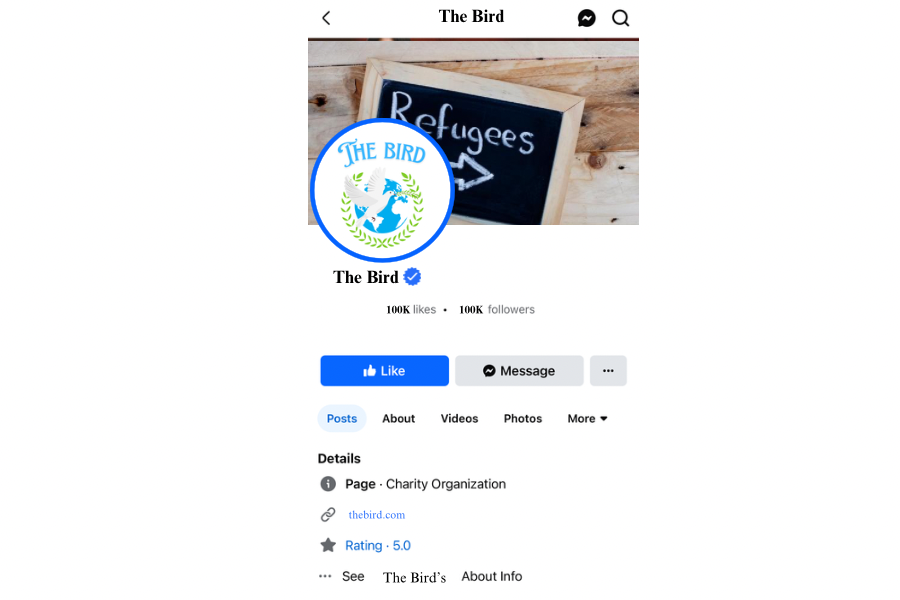 The Bird
Refugees
THE BIRD
The Bird
100K likes • 100K followers
Like Message
Posts About Videos Photos More
Details
Page · Charity Organization
thebird.com
Rating · 5.0
See The Bird’s About Info